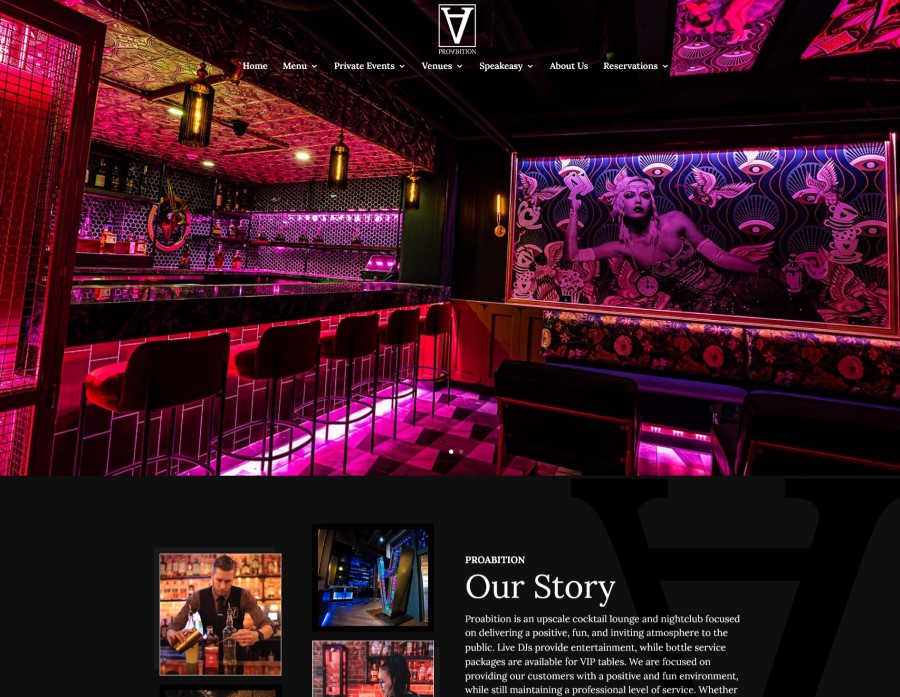 PROⱯBITION
Home Menu Private Events Venues Speakeasy About Us Reservations
PROABITION
Our Story
Proabition is an upscale cocktail lounge and nightclub focused
on delivering a positive, fun, and inviting atmosphere to the
public. Live DJs provide entertainment, while bottle service
packages are available for VIP tables. We are focused on
providing our customers with a positive and fun environment,
while still maintaining a professional level of service. Whether